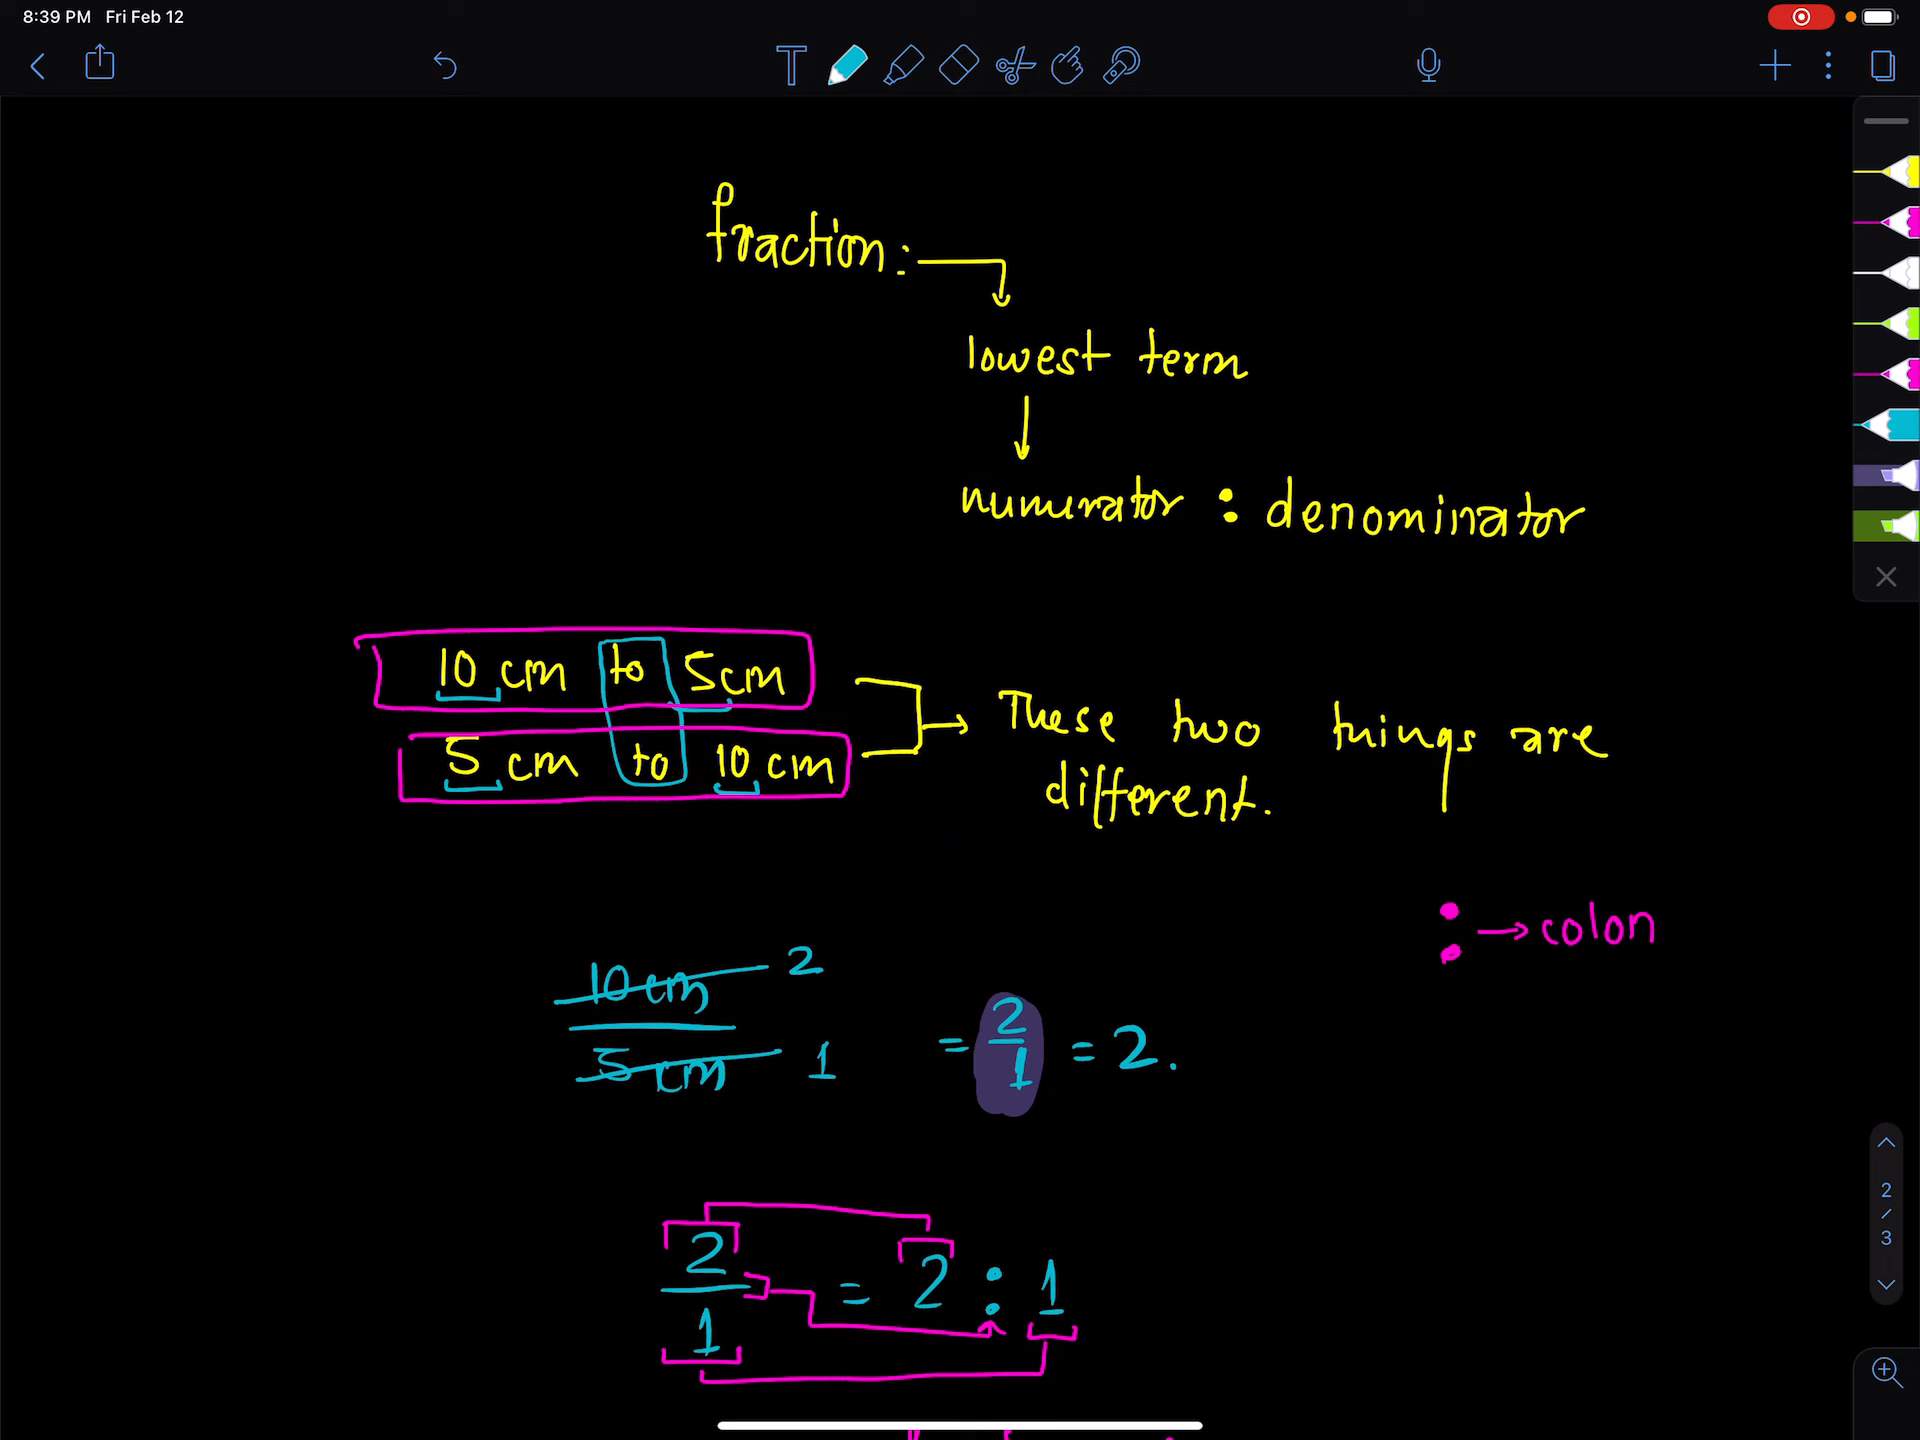 8:39 PM Fri Feb 12
fraction:
lowest term
numerator : denominator
10 cm to 5cm
5 cm to 10 cm
These two things are
different.
: → colon
10 cm 2
5 cm 1
= 2/1 = 2.
2/1 = 2 : 1
2
/
3